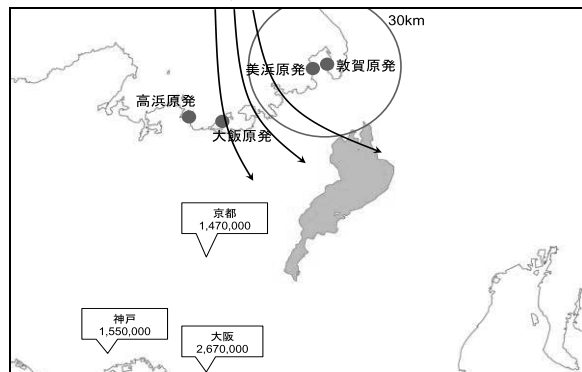 30km
美浜原発
敦賀原発
高浜原発
大飯原発
京都
1,470,000
神戸
1,550,000
大阪
2,670,000